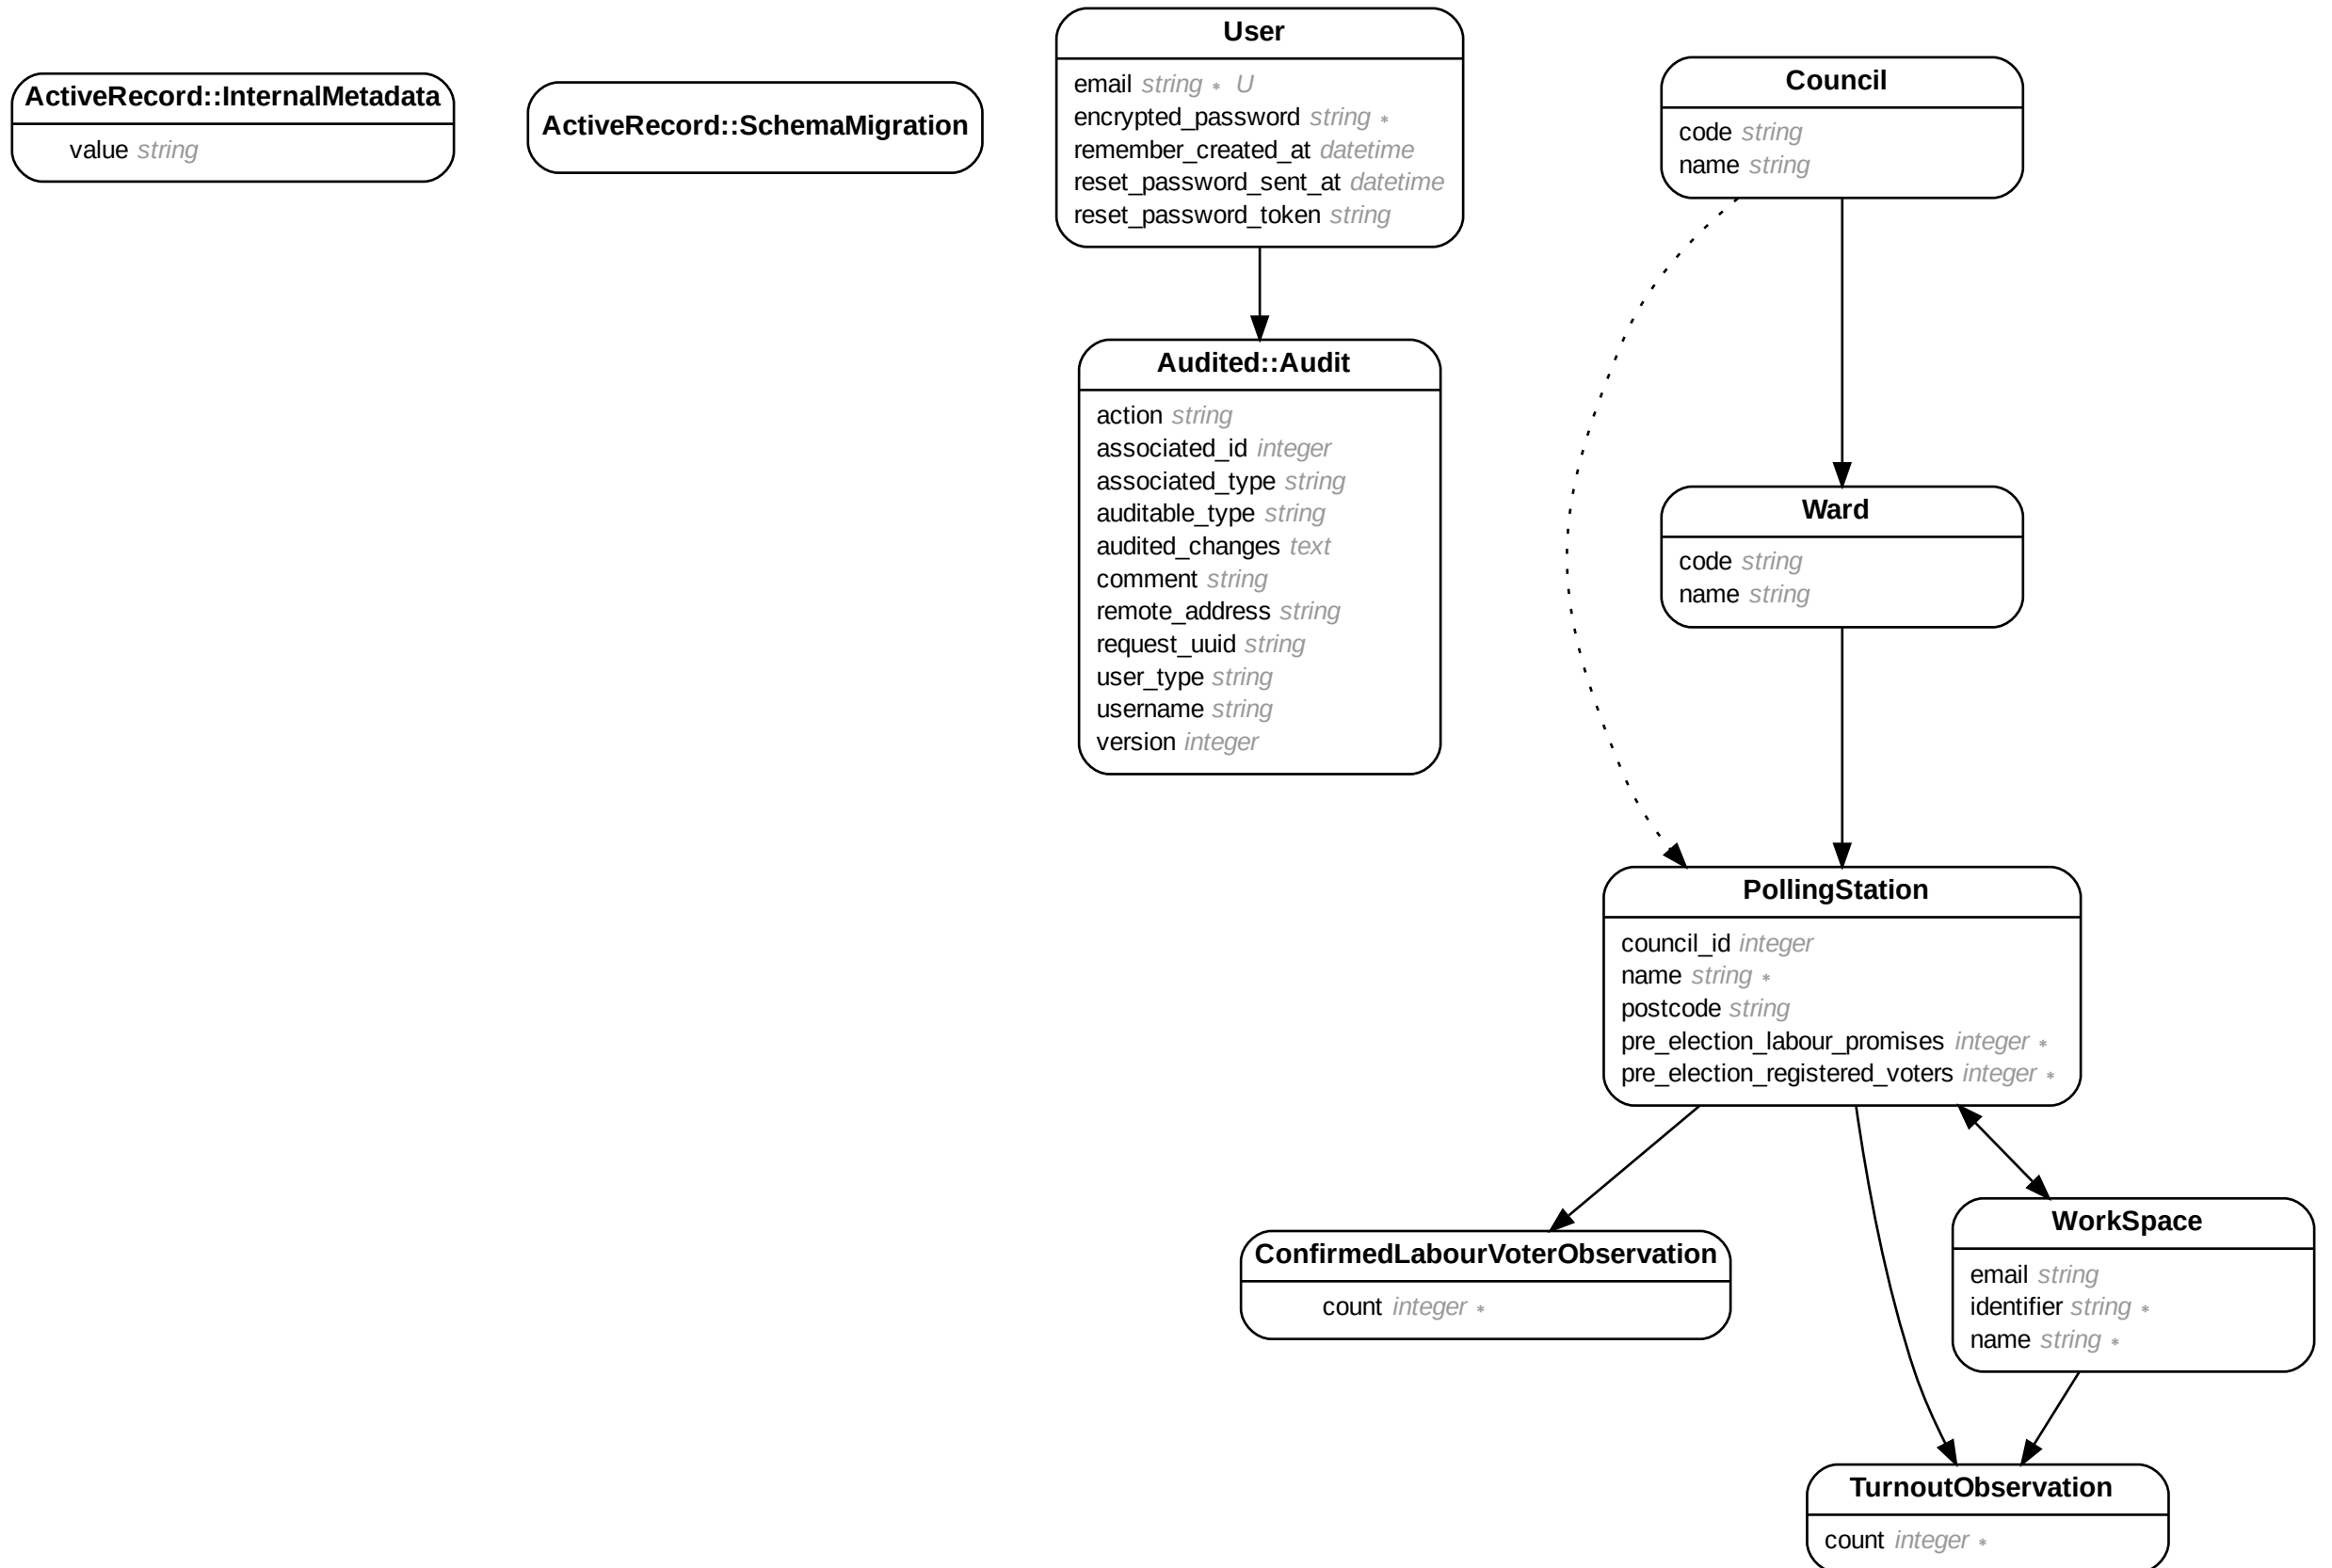 ActiveRecord::InternalMetadata
value string
ActiveRecord::SchemaMigration
User
email string * U
encrypted_password string *
remember_created_at datetime
reset_password_sent_at datetime
reset_password_token string
Audited::Audit
action string
associated_id integer
associated_type string
auditable_type string
audited_changes text
comment string
remote_address string
request_uuid string
user_type string
username string
version integer
Council
code string
name string
Ward
code string
name string
PollingStation
council_id integer
name string *
postcode string
pre_election_labour_promises integer *
pre_election_registered_voters integer *
ConfirmedLabourVoterObservation
count integer *
WorkSpace
email string
identifier string *
name string *
TurnoutObservation
count integer *